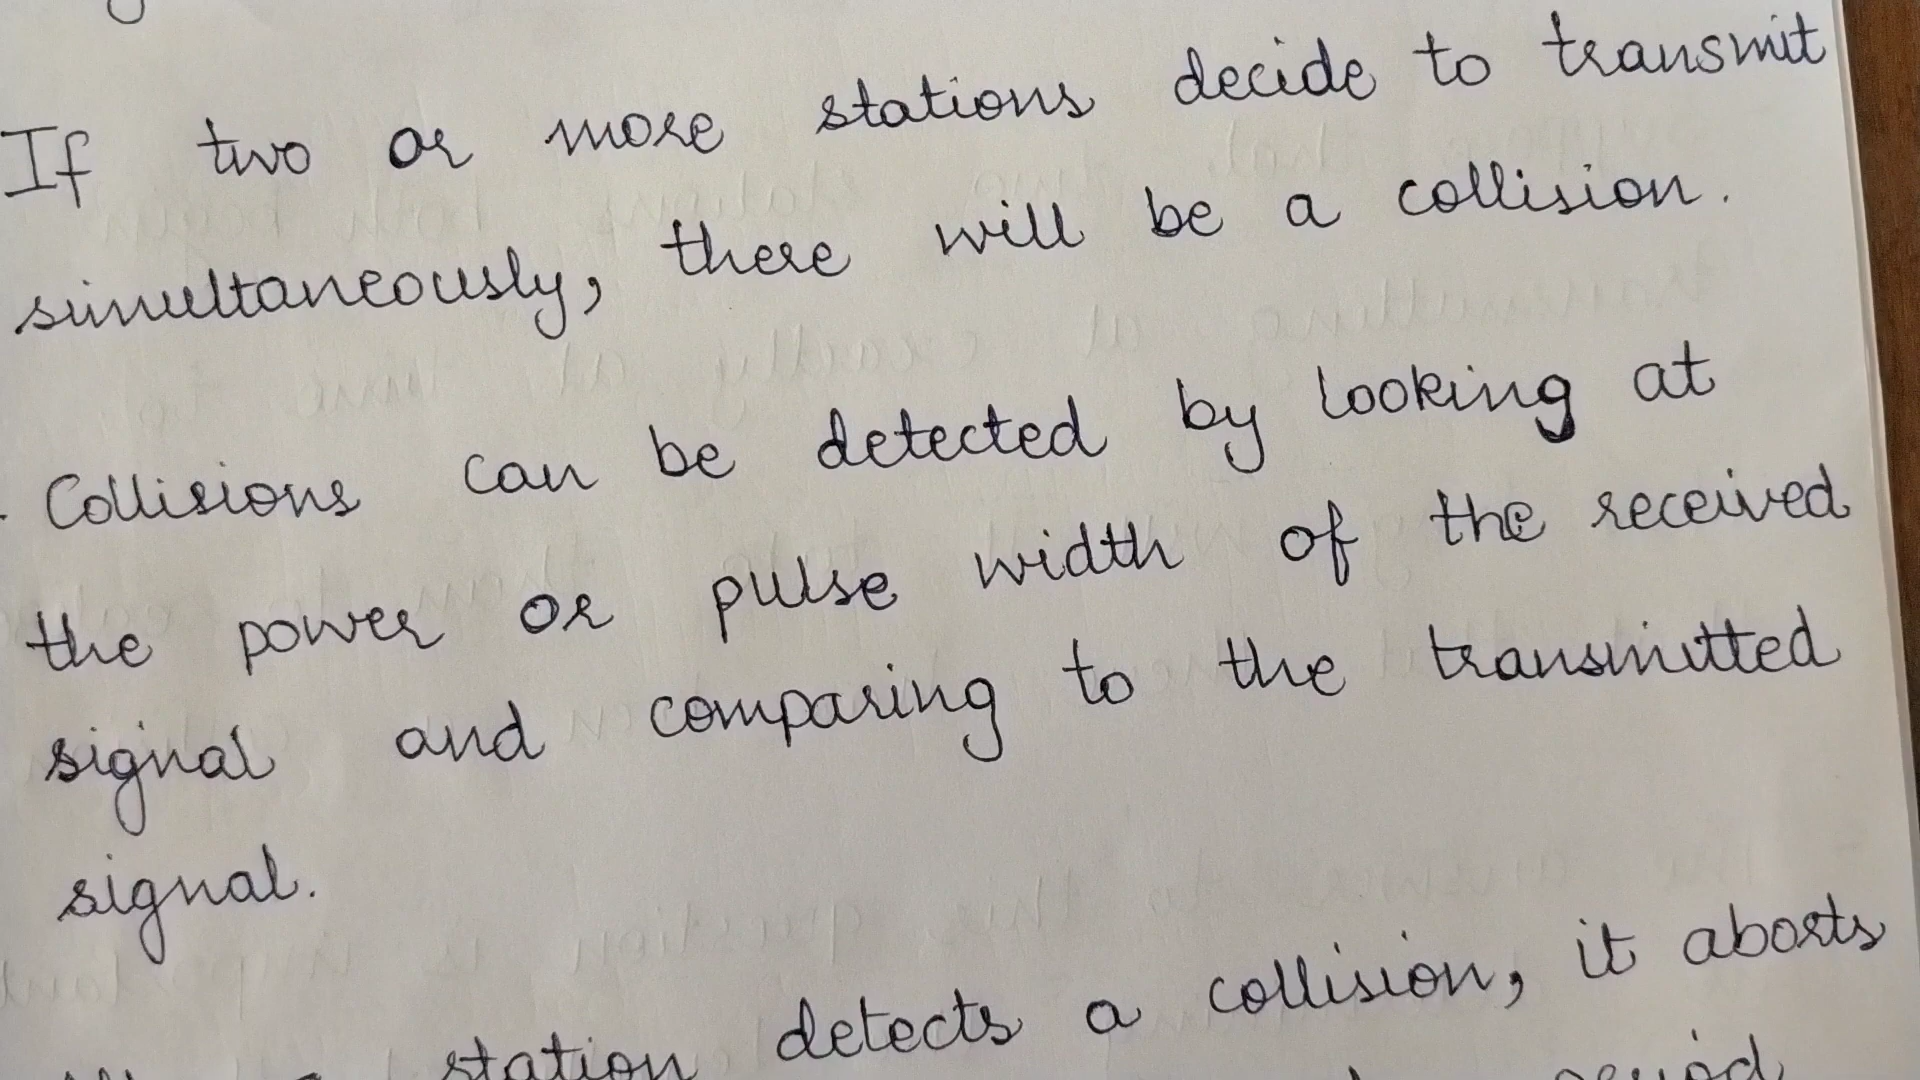 If two or more stations decide to transmit
simultaneously, there will be a collision.
Collisions can be detected by looking at
the power or pulse width of the received
signal and comparing to the transmitted
signal.
station detects a collision, it aborts
period